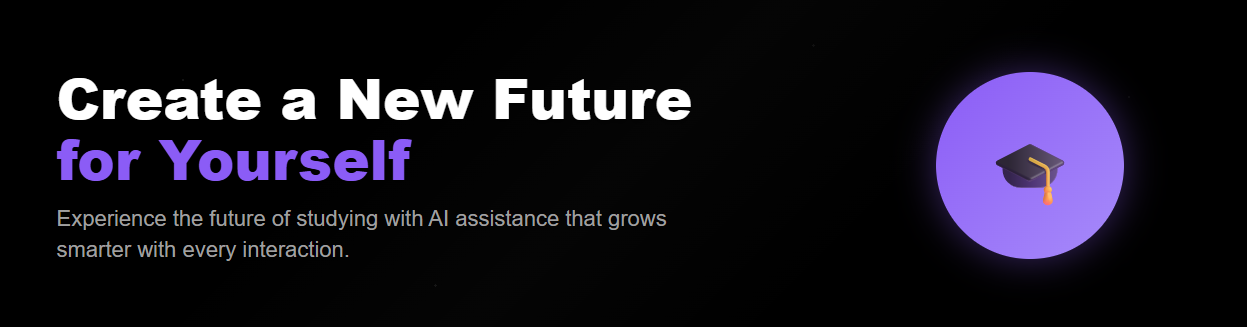 Create a New Future
for Yourself
Experience the future of studying with AI assistance that grows
smarter with every interaction.